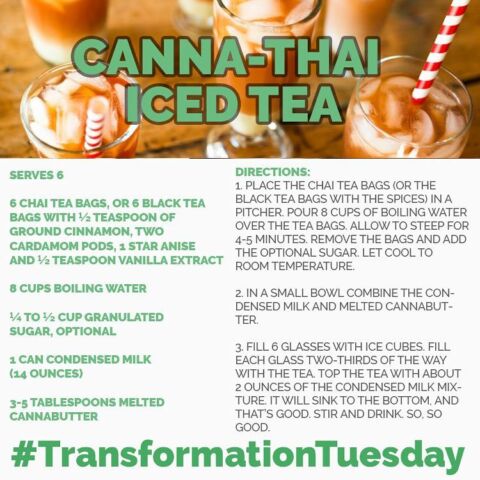 CANNA-THAI
ICED TEA
SERVES 6
6 CHAI TEA BAGS, OR 6 BLACK TEA
BAGS WITH ½ TEASPOON OF
GROUND CINNAMON, TWO
CARDAMOM PODS, 1 STAR ANISE
AND ½ TEASPOON VANILLA EXTRACT
8 CUPS BOILING WATER
¼ TO ½ CUP GRANULATED
SUGAR, OPTIONAL
1 CAN CONDENSED MILK
(14 OUNCES)
3-5 TABLESPOONS MELTED
CANNABUTTER
DIRECTIONS:
1. PLACE THE CHAI TEA BAGS (OR THE
BLACK TEA BAGS WITH THE SPICES) IN A
PITCHER. POUR 8 CUPS OF BOILING WATER
OVER THE TEA BAGS. ALLOW TO STEEP FOR
4-5 MINUTES. REMOVE THE BAGS AND ADD
THE OPTIONAL SUGAR. LET COOL TO
ROOM TEMPERATURE.
2. IN A SMALL BOWL COMBINE THE CON-
DENSED MILK AND MELTED CANNABUT-
TER.
3. FILL 6 GLASSES WITH ICE CUBES. FILL
EACH GLASS TWO-THIRDS OF THE WAY
WITH THE TEA. TOP THE TEA WITH ABOUT
2 OUNCES OF THE CONDENSED MILK MIX-
TURE. IT WILL SINK TO THE BOTTOM, AND
THAT'S GOOD. STIR AND DRINK. SO, SO
GOOD.
#TransformationTuesday